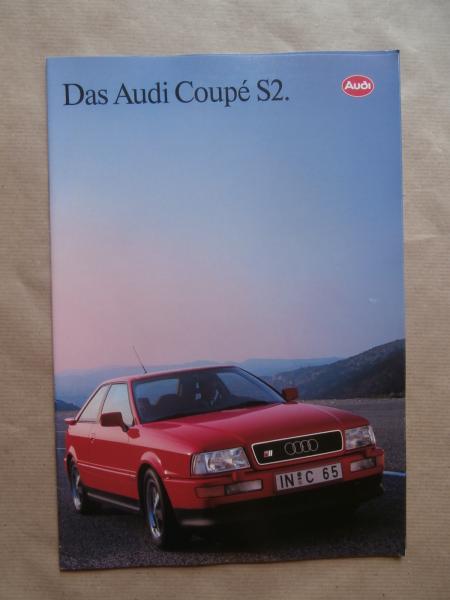 Das Audi Coupé S2.
Audi
IN C 65